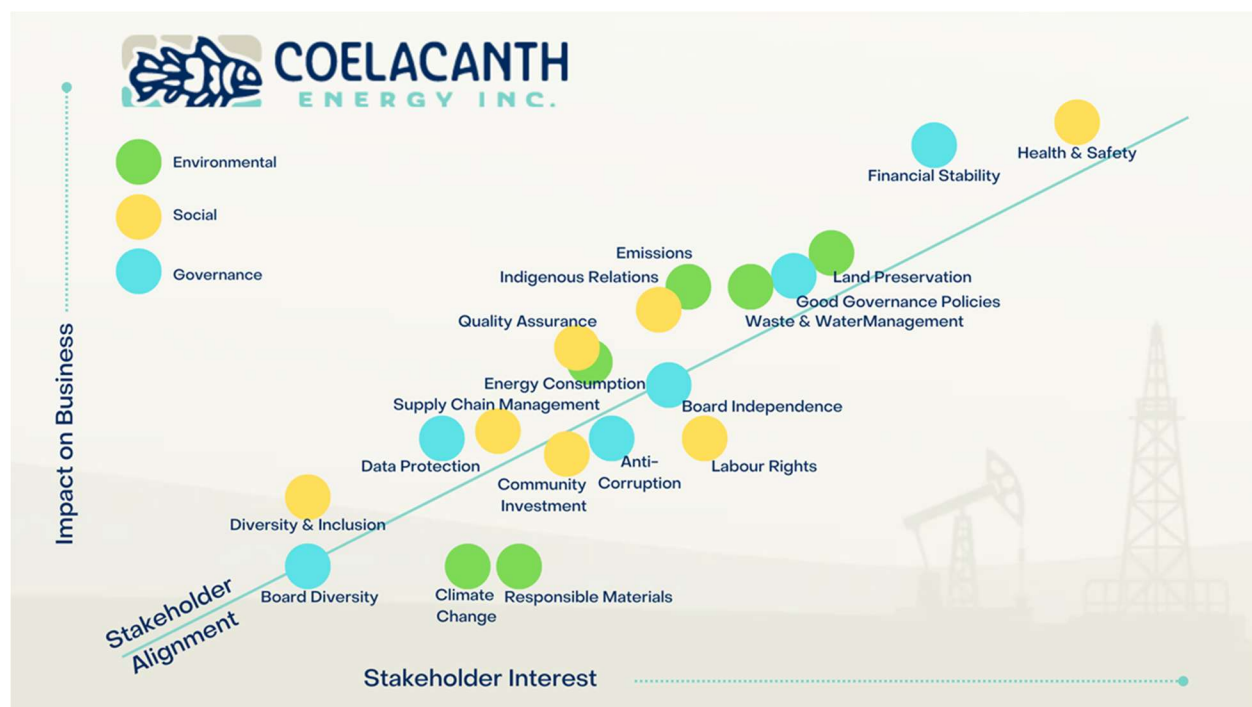 COELACANTH
ENERGY INC.
Environmental
Social
Governance
Health & Safety
Financial Stability
Emissions
Indigenous Relations
Land Preservation
Good Governance Policies
Waste & WaterManagement
Quality Assurance
Energy Consumption
Supply Chain Management
Board Independence
Data Protection
Anti-
Corruption
Labour Rights
Community
Investment
Diversity & Inclusion
Board Diversity
Climate
Change
Responsible Materials
Impact on Business
Stakeholder
Alignment
Stakeholder Interest